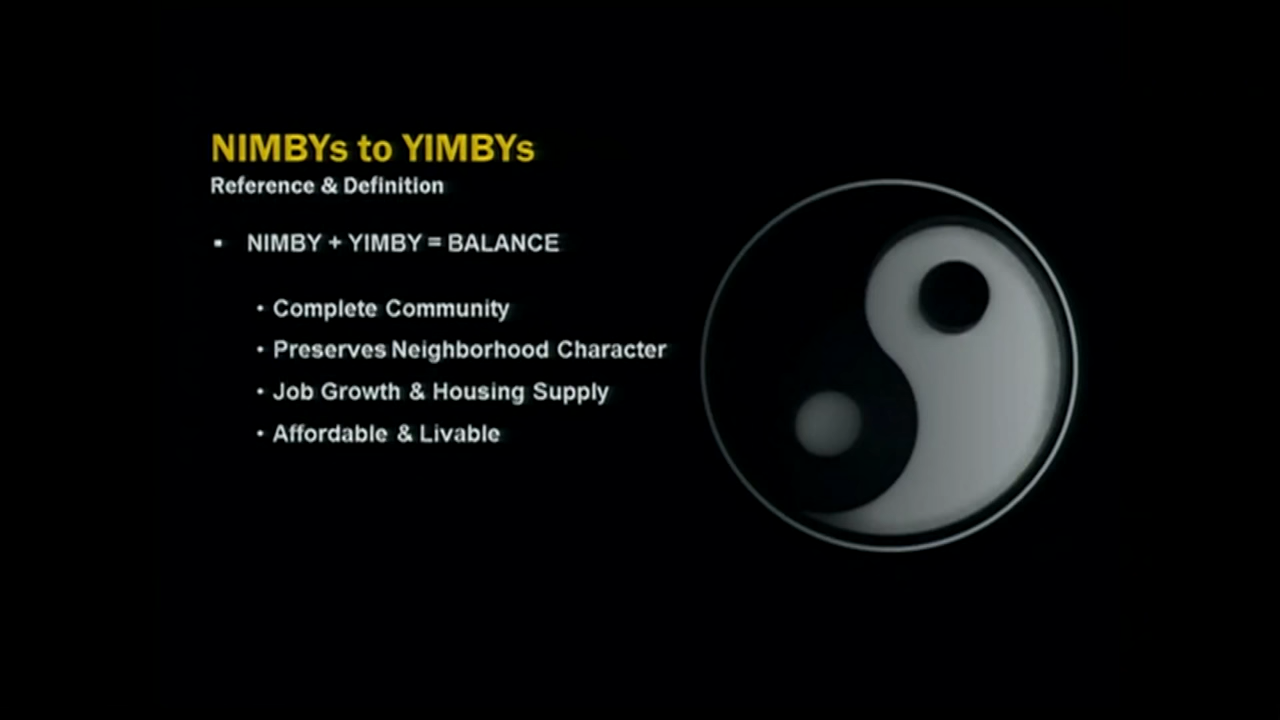 NIMBYs to YIMBYs
Reference & Definition
▪ NIMBY + YIMBY = BALANCE
• Complete Community
• Preserves Neighborhood Character
• Job Growth & Housing Supply
• Affordable & Livable